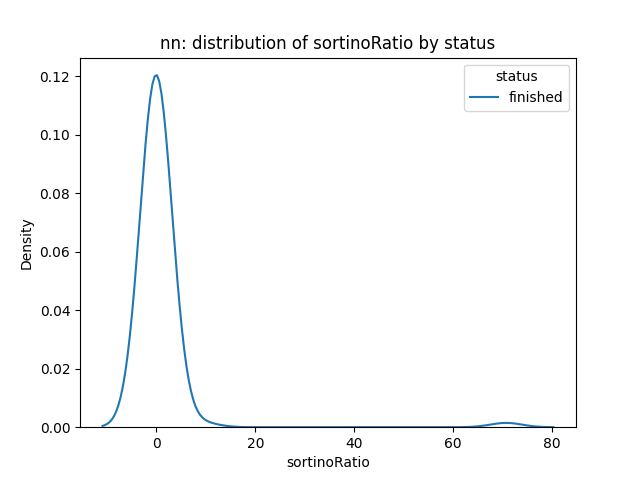 nn: distribution of sortinoRatio by status
status
finished
0.12
0.10
0.08
0.06
0.04
0.02
0.00
Density
0
20
40
60
80
sortinoRatio